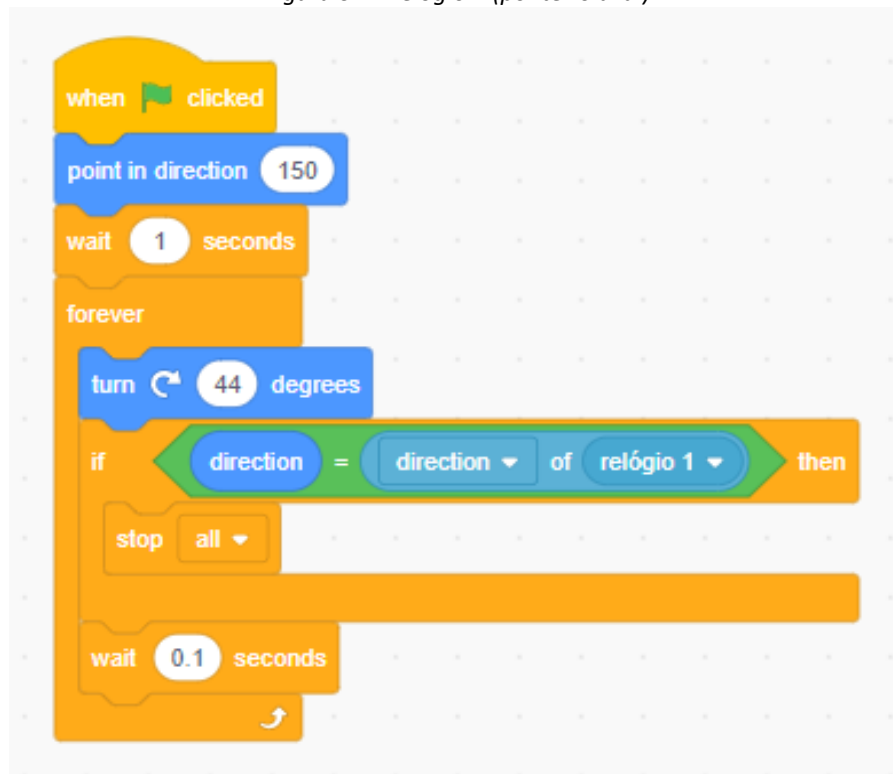 when clicked
point in direction 150
wait 1 seconds
forever
turn 44 degrees
if direction = direction of relógio 1 then
stop all
wait 0.1 seconds